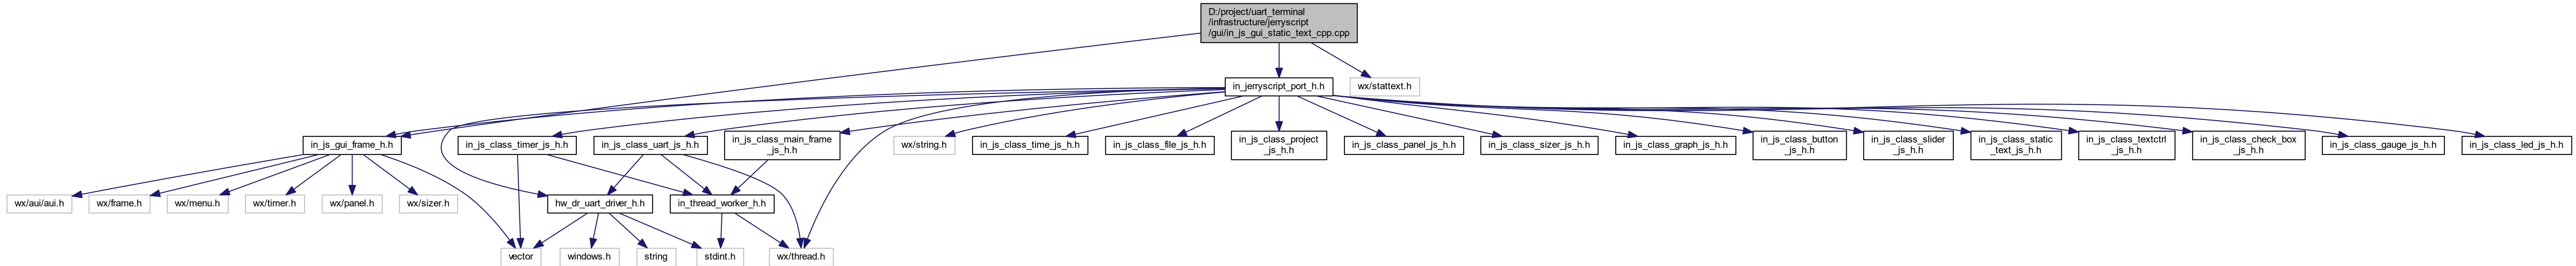 D:/project/uart_terminal
/infrastructure/jerryscript
/gui/in_js_gui_static_text_cpp.cpp
in_jerryscript_port_h.h
wx/stattext.h
in_js_gui_frame_h.h
in_js_class_timer_js_h.h
in_js_class_uart_js_h.h
in_js_class_main_frame
_js_h.h
wx/string.h
in_js_class_time_js_h.h
in_js_class_file_js_h.h
in_js_class_project
_js_h.h
in_js_class_panel_js_h.h
in_js_class_sizer_js_h.h
in_js_class_graph_js_h.h
in_js_class_button
_js_h.h
in_js_class_slider
_js_h.h
in_js_class_static
_text_js_h.h
in_js_class_textctrl
_js_h.h
in_js_class_check_box
_js_h.h
in_js_class_gauge_js_h.h
in_js_class_led_js_h.h
wx/aui/aui.h
wx/frame.h
wx/menu.h
wx/timer.h
wx/panel.h
wx/sizer.h
hw_dr_uart_driver_h.h
in_thread_worker_h.h
vector
windows.h
string
stdint.h
wx/thread.h